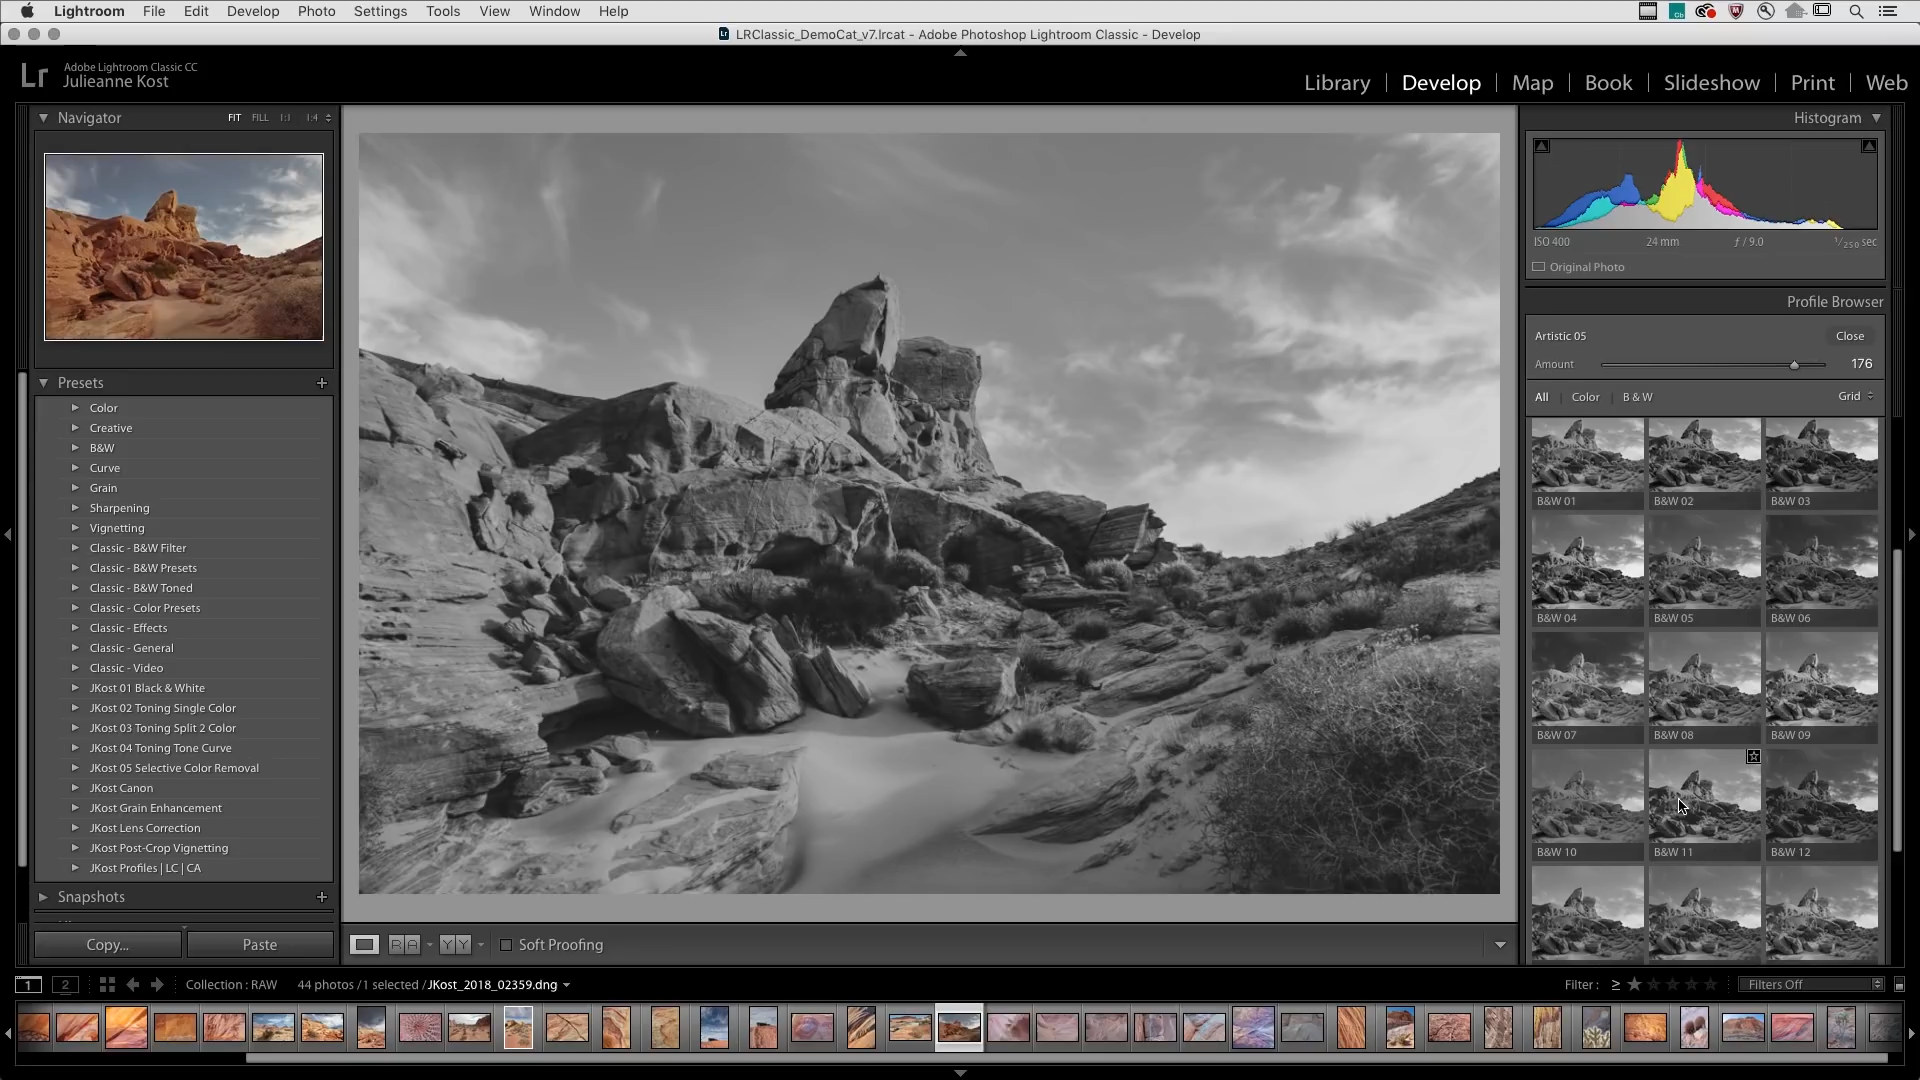 Lightroom File Edit Develop Photo Settings Tools View Window Help
LRClassic_DemoCat_v7.lrcat - Adobe Photoshop Lightroom Classic - Develop
Lr Adobe Lightroom Classic CC
Julieanne Kost
Library | Develop | Map | Book | Slideshow | Print | Web
Navigator FIT FILL 1:1 1:4
Presets +
Color
Creative
B&W
Curve
Grain
Sharpening
Vignetting
Classic - B&W Filter
Classic - B&W Presets
Classic - B&W Toned
Classic - Color Presets
Classic - Effects
Classic - General
Classic - Video
JKost 01 Black & White
JKost 02 Toning Single Color
JKost 03 Toning Split 2 Color
JKost 04 Toning Tone Curve
JKost 05 Selective Color Removal
JKost Canon
JKost Grain Enhancement
JKost Lens Correction
JKost Post-Crop Vignetting
JKost Profiles | LC | CA
Snapshots +
Copy... Paste
R A Y Y Soft Proofing
Histogram
ISO 400 24 mm ƒ / 9.0 1/250 sec
Original Photo
Profile Browser
Artistic 05 Close
Amount 176
All | Color | B & W Grid
B&W 01 B&W 02 B&W 03
B&W 04 B&W 05 B&W 06
B&W 07 B&W 08 B&W 09
B&W 10 B&W 11 B&W 12
1 2 Collection : RAW 44 photos / 1 selected / JKost_2018_02359.dng Filter : ≥ Filters Off